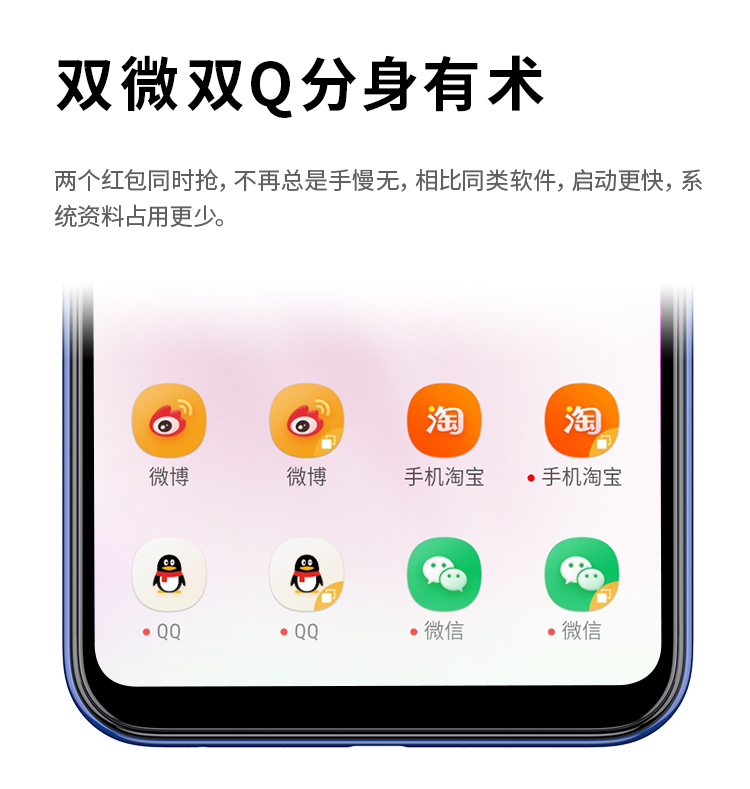 双微双Q分身有术
两个红包同时抢，不再总是手慢无，相比同类软件，启动更快，系
统资料占用更少。
淘 淘
微博 微博 手机淘宝 手机淘宝
QQ QQ 微信 微信